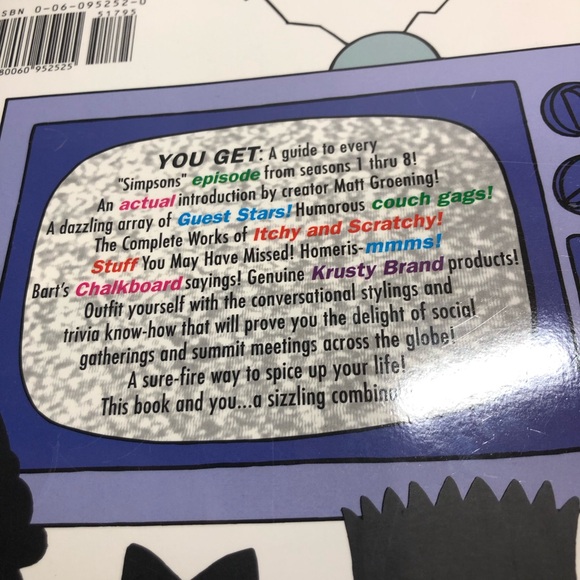 ISBN 0-06-095252-0
51795
80060 952525
YOU GET: A guide to every
"Simpsons" episode from seasons 1 thru 8!
An actual introduction by creator Matt Groening!
A dazzling array of Guest Stars! Humorous couch gags!
The Complete Works of Itchy and Scratchy!
Stuff You May Have Missed! Homeris-mmms!
Bart's Chalkboard sayings! Genuine Krusty Brand products!
Outfit yourself with the conversational stylings and
trivia know-how that will prove you the delight of social
gatherings and summit meetings across the globe!
A sure-fire way to spice up your life!
This book and you...a sizzling